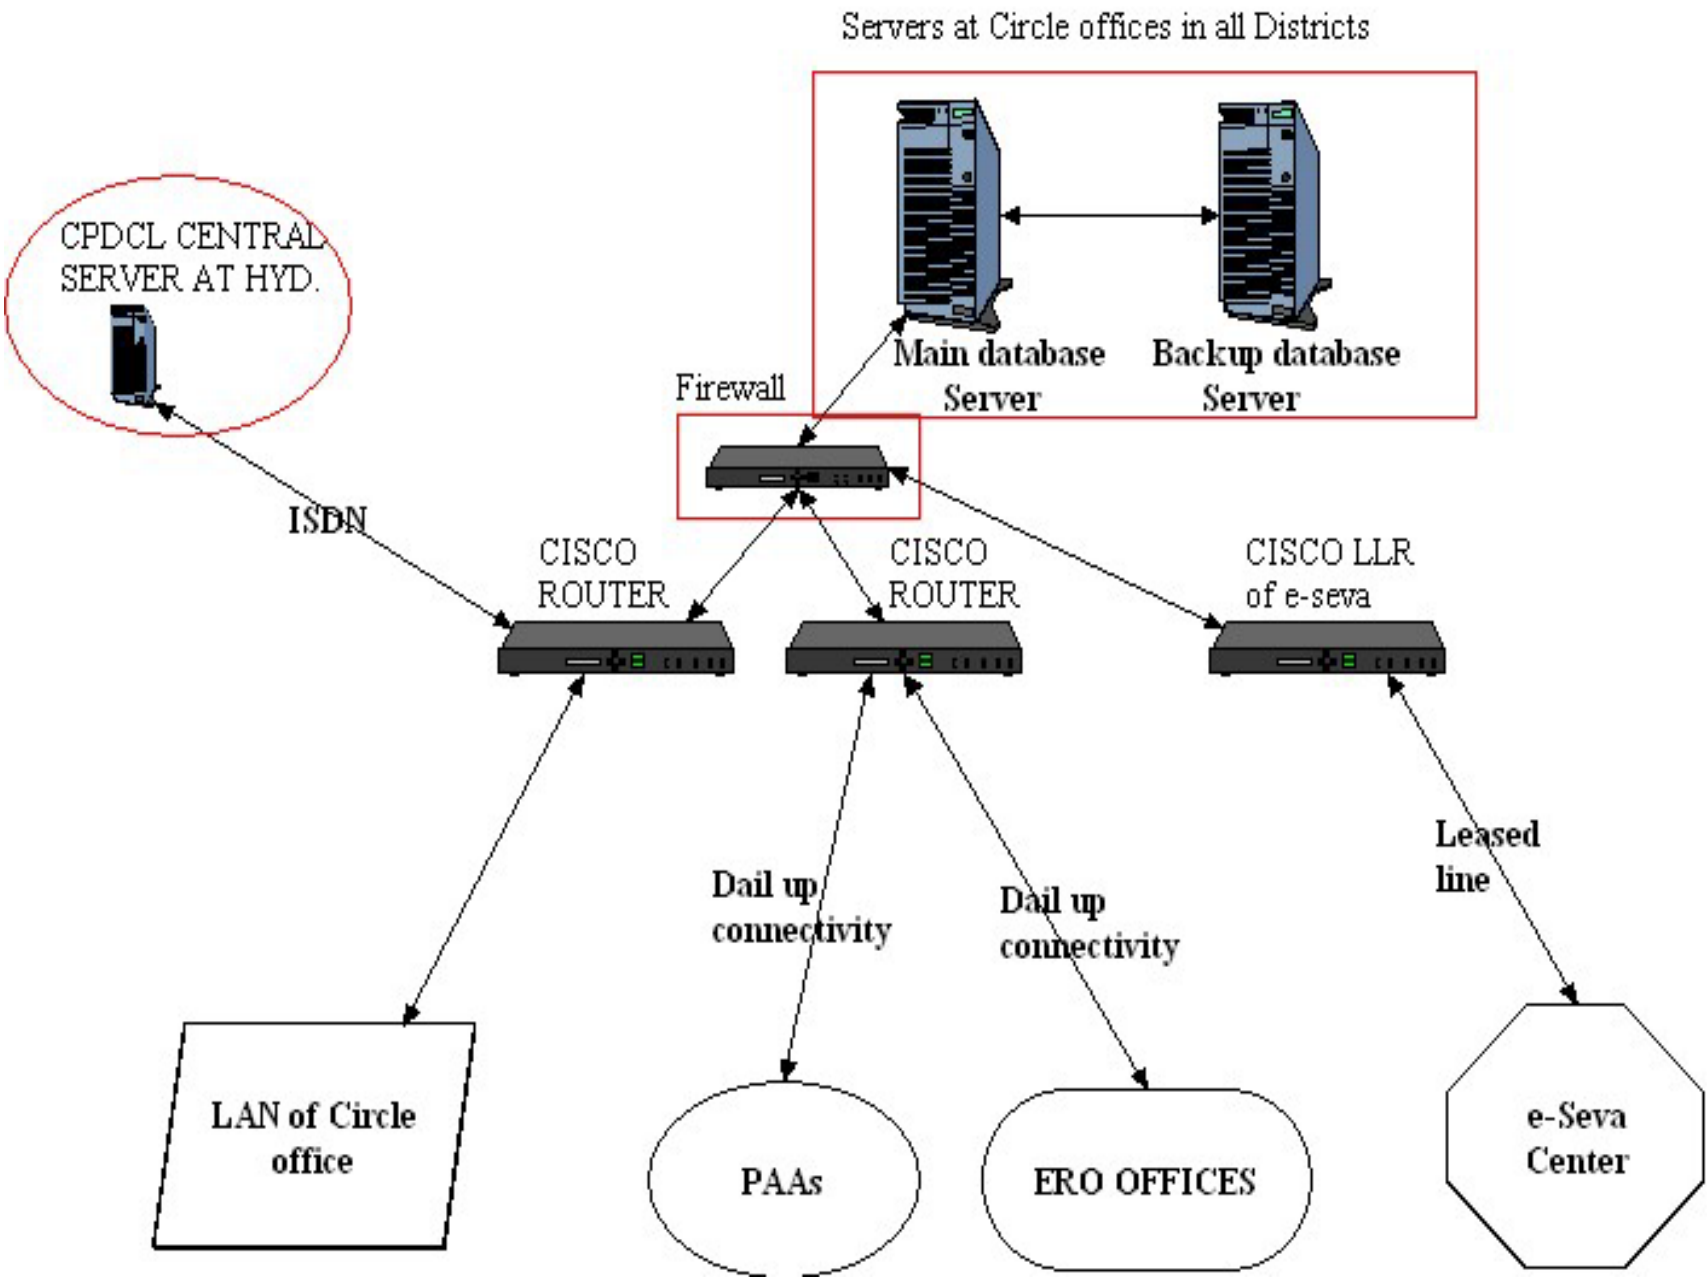 Servers at Circle offices in all Districts
CPDCL CENTRAL
SERVER AT HYD.
Main database
Server
Backup database
Server
Firewall
ISDN
CISCO
ROUTER
CISCO
ROUTER
CISCO LLR
of e-seva
Leased
line
Dail up
connectivity
Dail up
connectivity
LAN of Circle
office
PAAs
ERO OFFICES
e-Seva
Center